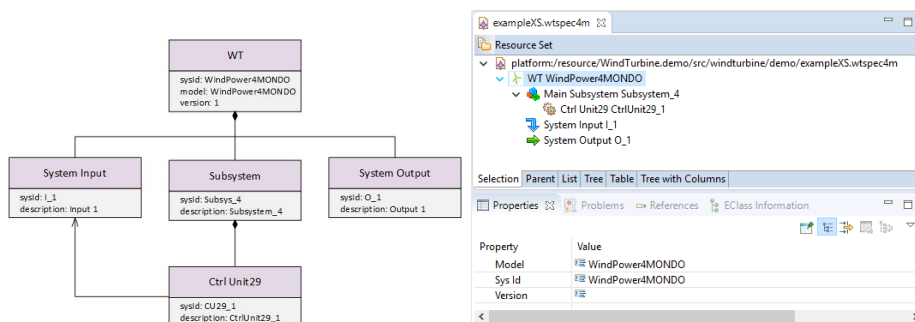 WT
sysId: WindPower4MONDO
model: WindPower4MONDO
version: 1
System Input
sysId: I_1
description: Input 1
Subsystem
sysId: Subsys_4
description: Subsystem_4
System Output
sysId: O_1
description: Output 1
Ctrl Unit29
sysId: CU29_1
description: CtrlUnit29_1
exampleXS.wtspec4m
Resource Set
platform:/resource/WindTurbine.demo/src/windturbine/demo/exampleXS.wtspec4m
WT WindPower4MONDO
Main Subsystem Subsystem_4
Ctrl Unit29 CtrlUnit29_1
System Input I_1
System Output O_1
Selection Parent List Tree Table Tree with Columns
Properties Problems References EClass Information
Property Value
Model WindPower4MONDO
Sys Id WindPower4MONDO
Version